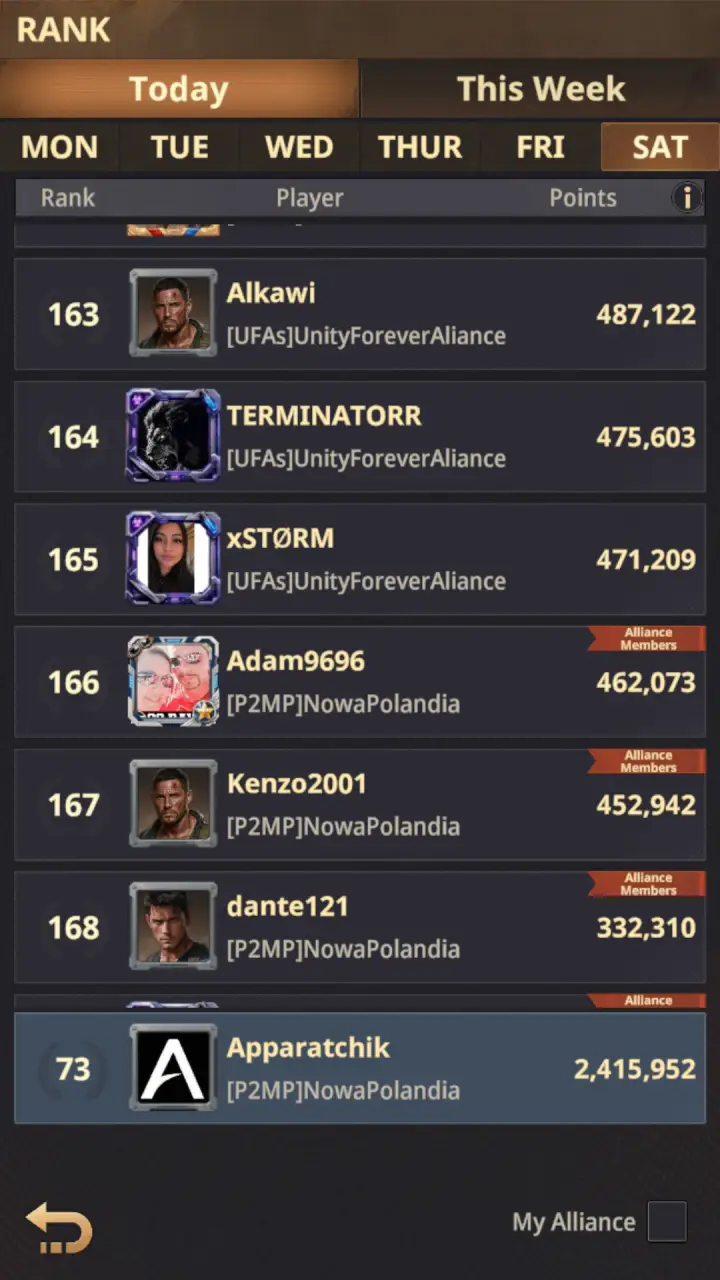 RANK
Today
This Week
MON TUE WED THUR FRI SAT
Rank Player Points
163 Alkawi 487,122
[UFAs]UnityForeverAliance
164 TERMINATORR 475,603
[UFAs]UnityForeverAliance
165 xSTØRM 471,209
[UFAs]UnityForeverAliance
Alliance
Members
166 Adam9696 462,073
[P2MP]NowaPolandia
Alliance
Members
167 Kenzo2001 452,942
[P2MP]NowaPolandia
Alliance
Members
168 dante121 332,310
[P2MP]NowaPolandia
Alliance
73 Apparatchik 2,415,952
[P2MP]NowaPolandia
My Alliance